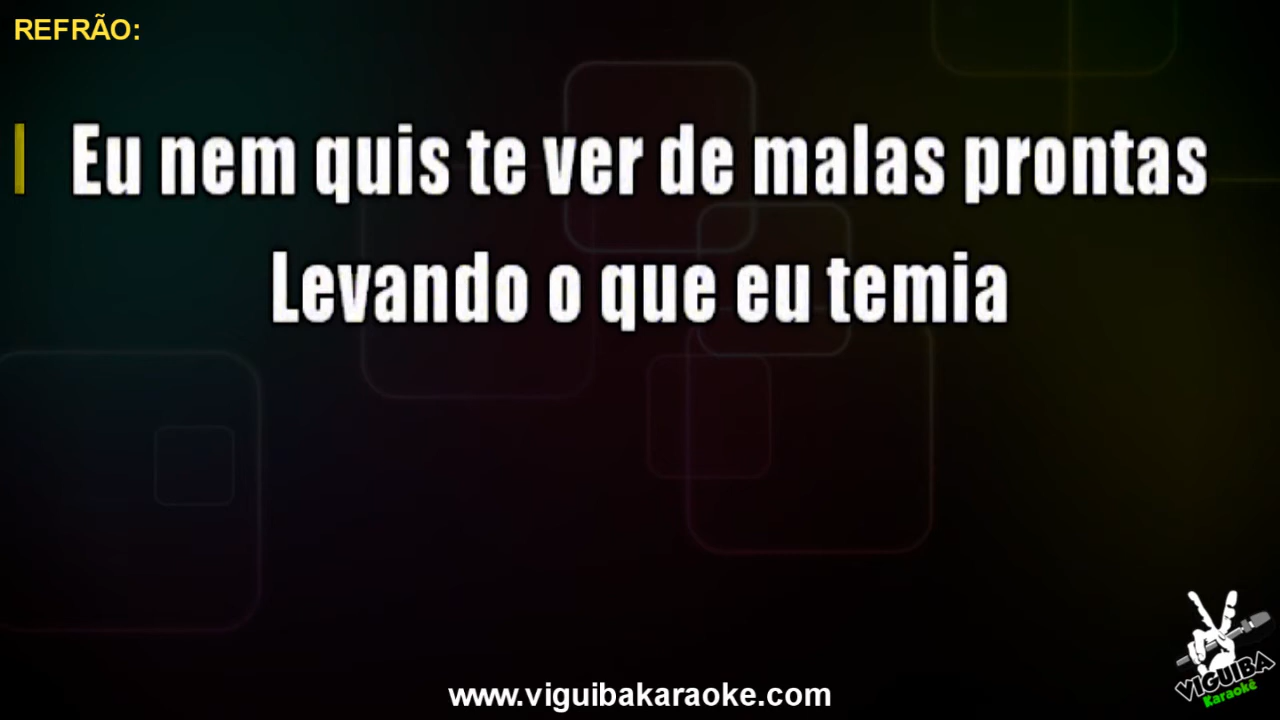 REFRÃO:
Eu nem quis te ver de malas prontas
Levando o que eu temia
VIGUIBA
Karaokê
www.viguibakaraoke.com